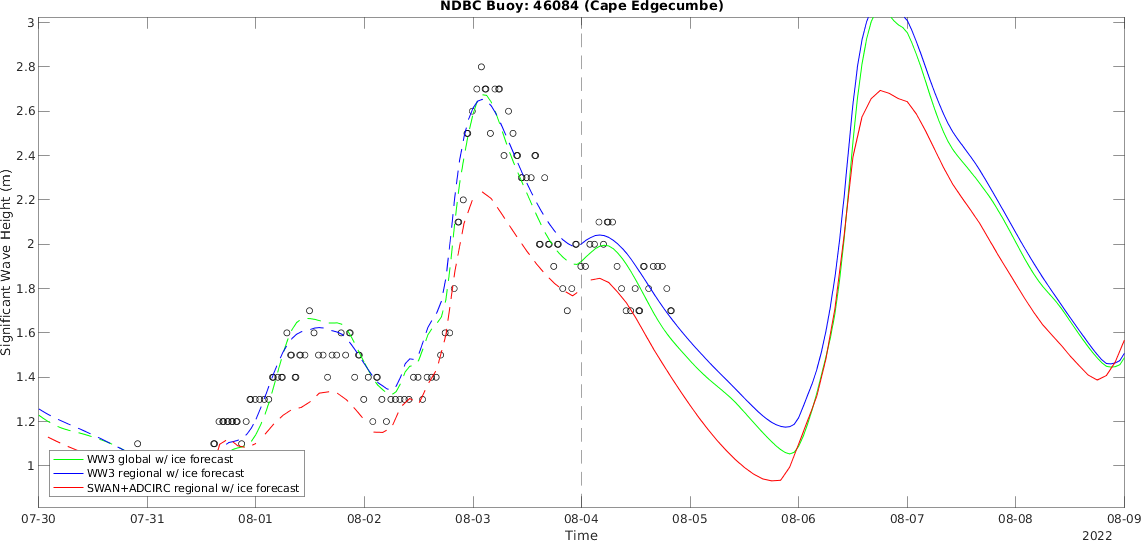 NDBC Buoy: 46084 (Cape Edgecumbe)
3
2.8
2.6
2.4
2.2
2
1.8
1.6
1.4
1.2
1
Significant Wave Height (m)
WW3 global w/ ice forecast
WW3 regional w/ ice forecast
SWAN+ADCIRC regional w/ ice forecast
07-30 07-31 08-01 08-02 08-03 08-04 08-05 08-06 08-07 08-08 08-09
Time
2022